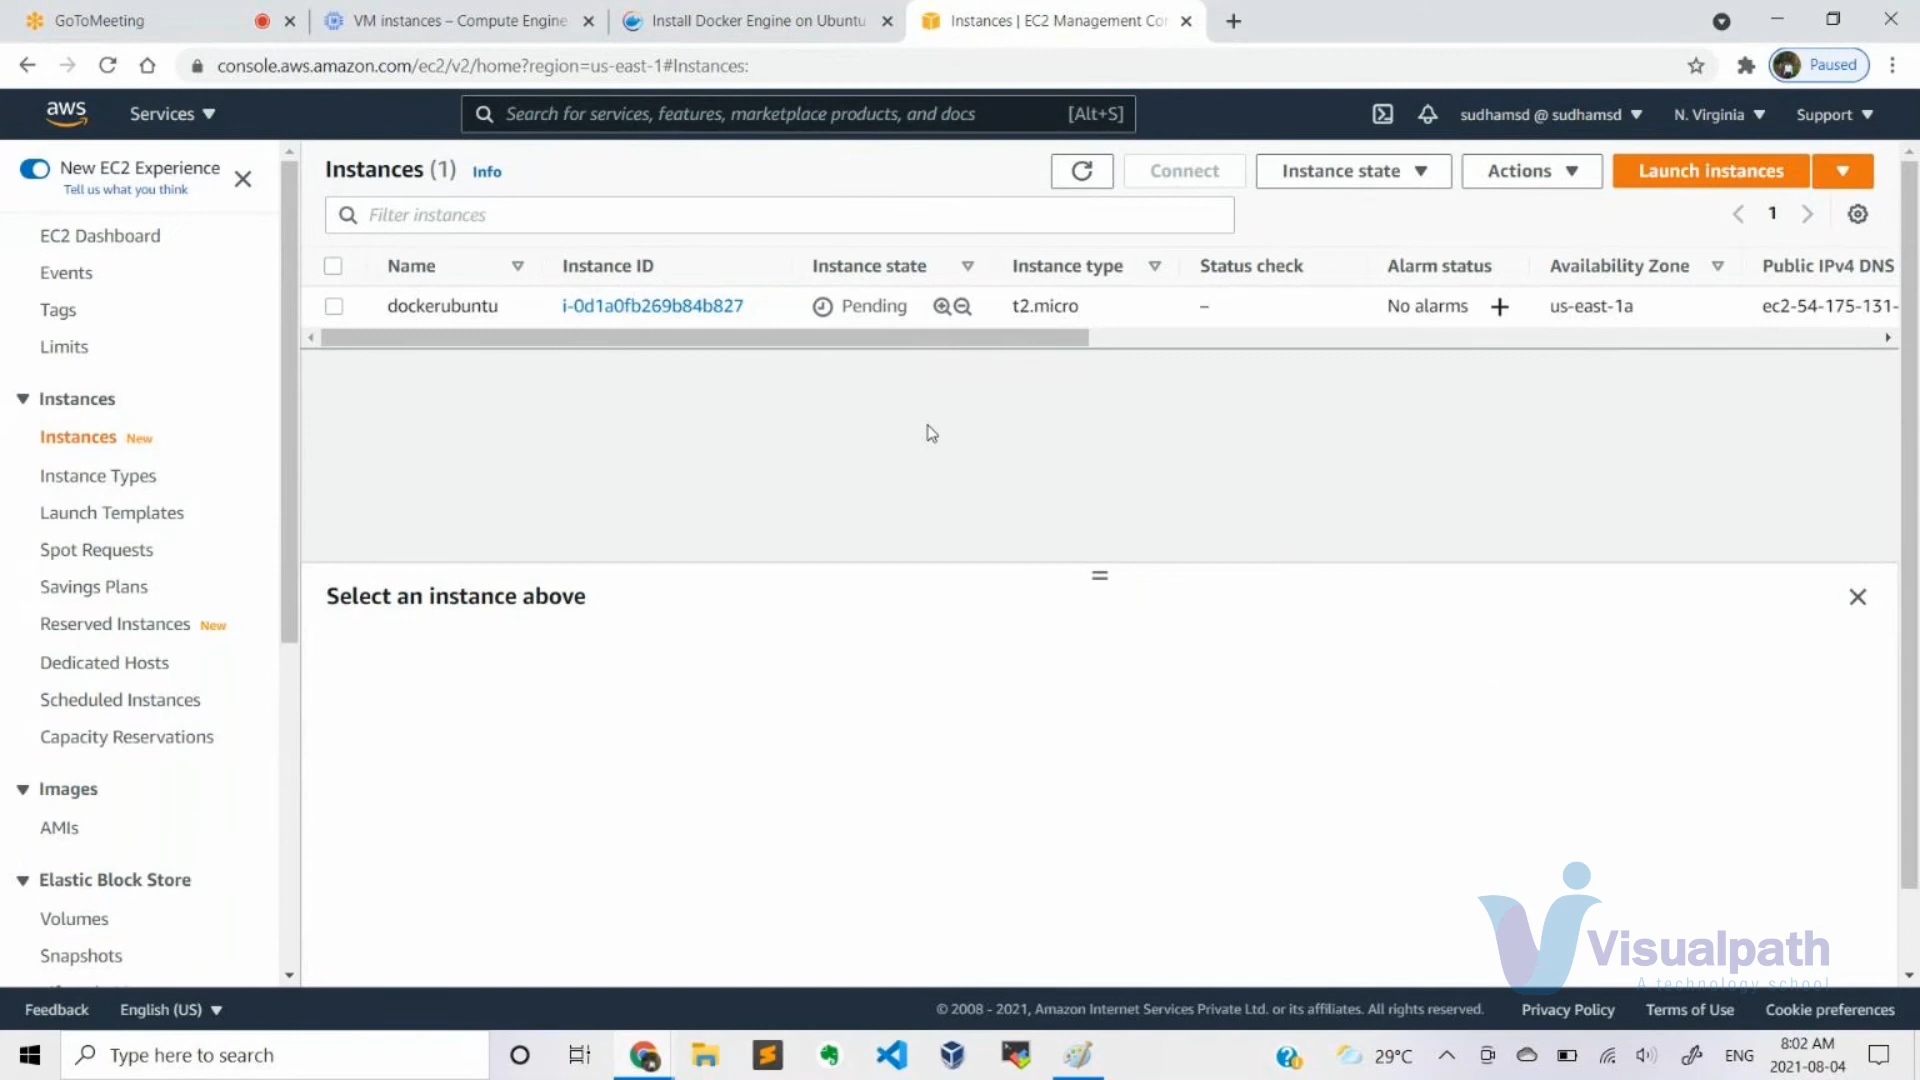 GoToMeeting
VM instances – Compute Engine
Install Docker Engine on Ubuntu
Instances | EC2 Management Co
console.aws.amazon.com/ec2/v2/home?region=us-east-1#Instances:
Paused
aws
Services
Search for services, features, marketplace products, and docs
[Alt+S]
sudhamsd @ sudhamsd
N. Virginia
Support
New EC2 Experience
Tell us what you think
EC2 Dashboard
Events
Tags
Limits
Instances
Instances New
Instance Types
Launch Templates
Spot Requests
Savings Plans
Reserved Instances New
Dedicated Hosts
Scheduled Instances
Capacity Reservations
Images
AMIs
Elastic Block Store
Volumes
Snapshots
Instances (1) Info
Connect
Instance state
Actions
Launch instances
Filter instances
1
Name
Instance ID
Instance state
Instance type
Status check
Alarm status
Availability Zone
Public IPv4 DNS
dockerubuntu
i-0d1a0fb269b84b827
Pending
t2.micro
–
No alarms
us-east-1a
ec2-54-175-131-
Select an instance above
Visualpath
A technology school
Feedback
English (US)
© 2008 - 2021, Amazon Internet Services Private Ltd. or its affiliates. All rights reserved.
Privacy Policy
Terms of Use
Cookie preferences
Type here to search
29°C
ENG
8:02 AM
2021-08-04